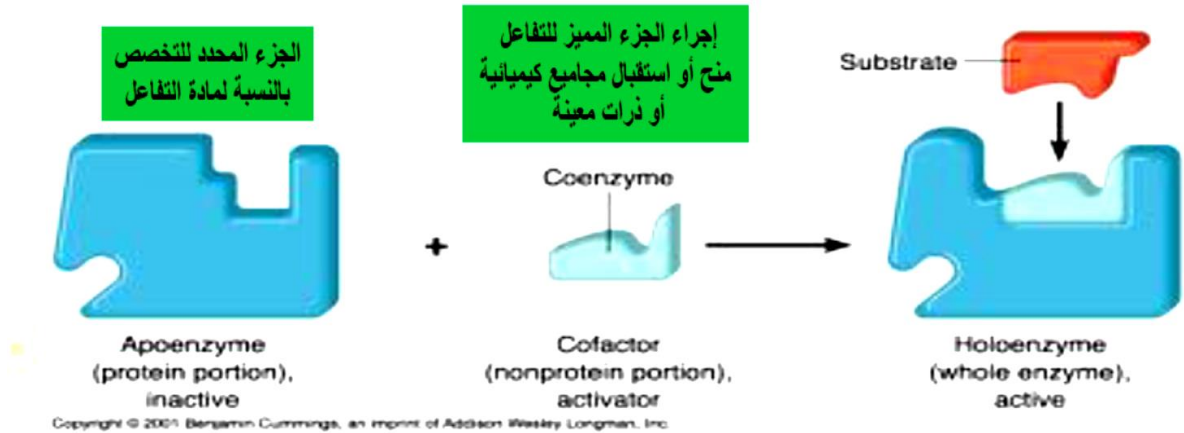 الجزء المحدد للتخصص
بالنسبة لمادة التفاعل
إجراء الجزء المميز للتفاعل
منح أو استقبال مجاميع كيميائية
أو ذرات معينة
Substrate
Coenzyme
+
Apoenzyme
(protein portion),
inactive
Cofactor
(nonprotein portion),
activator
Holoenzyme
(whole enzyme),
active
Copyright © 2001 Benjamin Cummings, an imprint of Addison Wesley Longman, Inc.